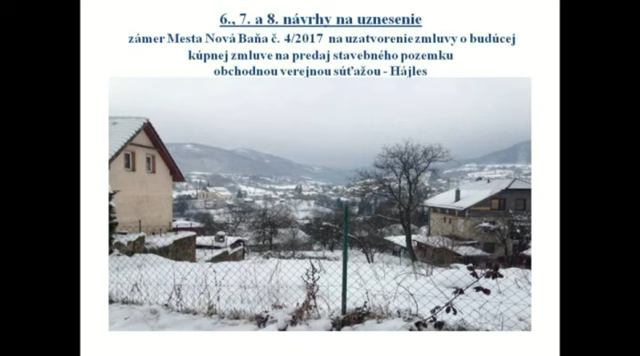 6., 7. a 8. návrhy na uznesenie
zámer Mesta Nová Baňa č. 4/2017 na uzatvorenie zmluvy o budúcej
kúpnej zmluve na predaj stavebného pozemku
obchodnou verejnou súťažou - Hájles